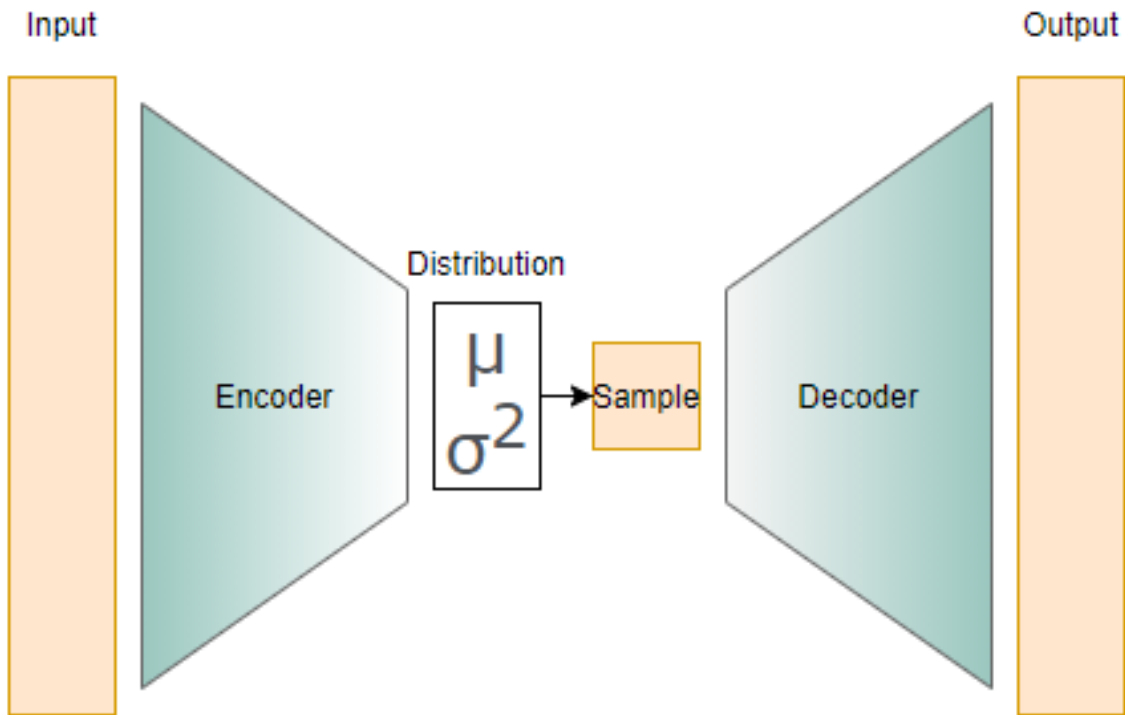 Input
Output
Distribution
μ
σ²
Encoder
Sample
Decoder